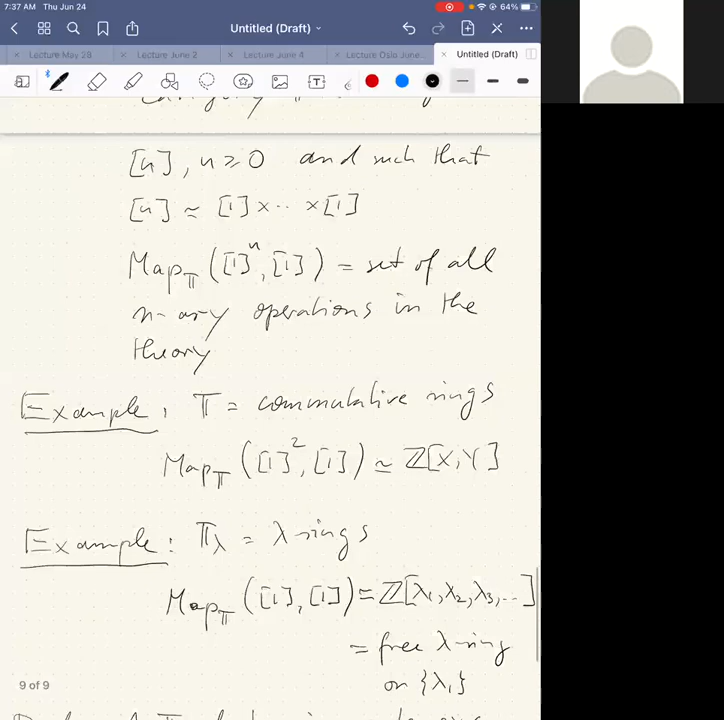 7:37 AM Thu Jun 24
64%
Untitled (Draft)
Lecture May 28
Lecture June 2
Lecture June 4
Lecture Oslo June...
Untitled (Draft)
[n], n ≥ 0 and such that
[n] ≃ [1] × ·· × [1]
Map_𝕋 ([1]^n, [1]) = set of all
n-ary operations in the
theory
Example: 𝕋 = commutative rings
Map_𝕋 ([1]^2, [1]) ≃ ℤ[X,Y]
Example: 𝕋_λ = λ rings
Map_𝕋 ([1], [1]) ≃ ℤ[λ_1, λ_2, λ_3, ...]
= free λ-ring
on {λ_1}
9 of 9